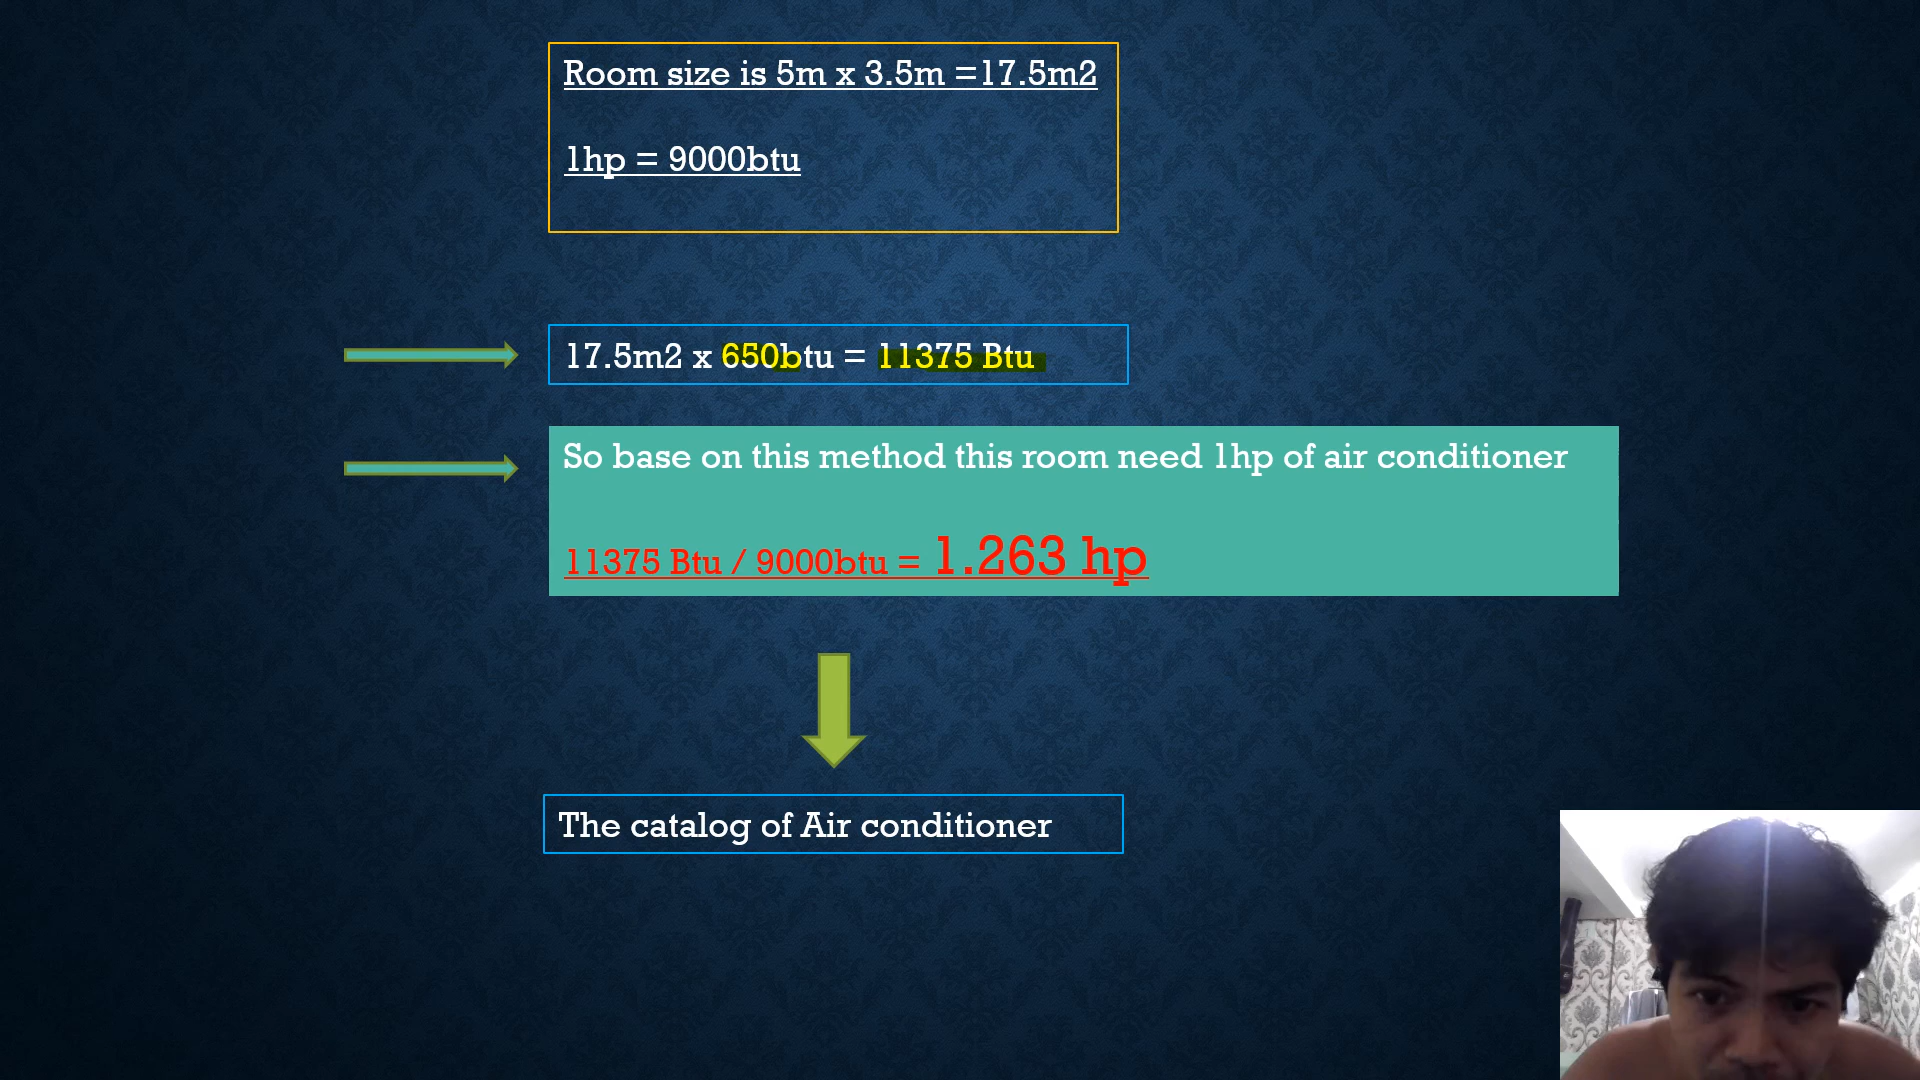 Room size is 5m x 3.5m =17.5m2
1hp = 9000btu
17.5m2 x 650btu = 11375 Btu
So base on this method this room need 1hp of air conditioner
11375 Btu / 9000btu = 1.263 hp
The catalog of Air conditioner